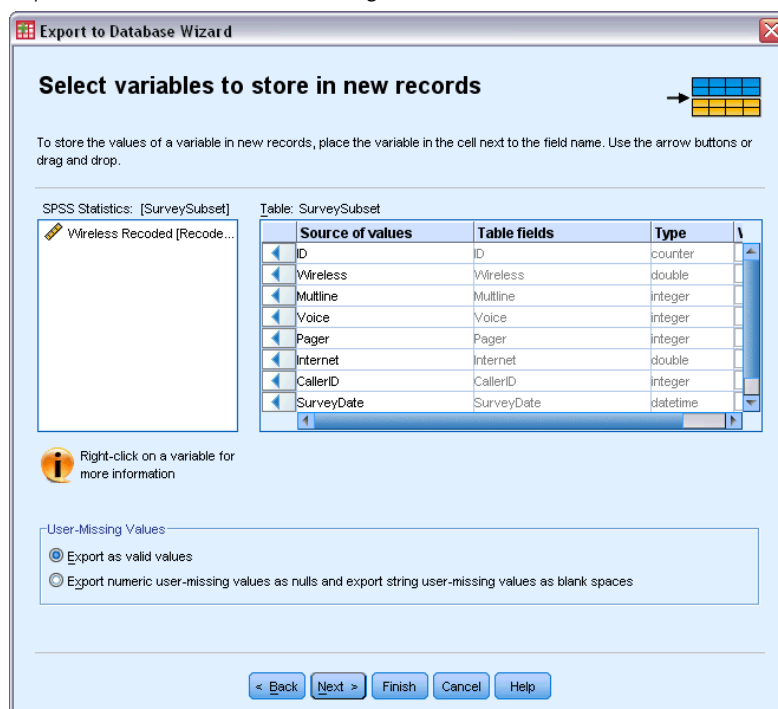 Export to Database Wizard
Select variables to store in new records
To store the values of a variable in new records, place the variable in the cell next to the field name. Use the arrow buttons or
drag and drop.
SPSS Statistics: [SurveySubset]
Wireless Recoded [Recode...
Table: SurveySubset
Source of values Table fields Type
ID ID counter
Wireless Wireless double
Multline Multline integer
Voice Voice integer
Pager Pager integer
Internet Internet double
CallerID CallerID integer
SurveyDate SurveyDate datetime
Right-click on a variable for
more information
User-Missing Values
Export as valid values
Export numeric user-missing values as nulls and export string user-missing values as blank spaces
< Back Next > Finish Cancel Help